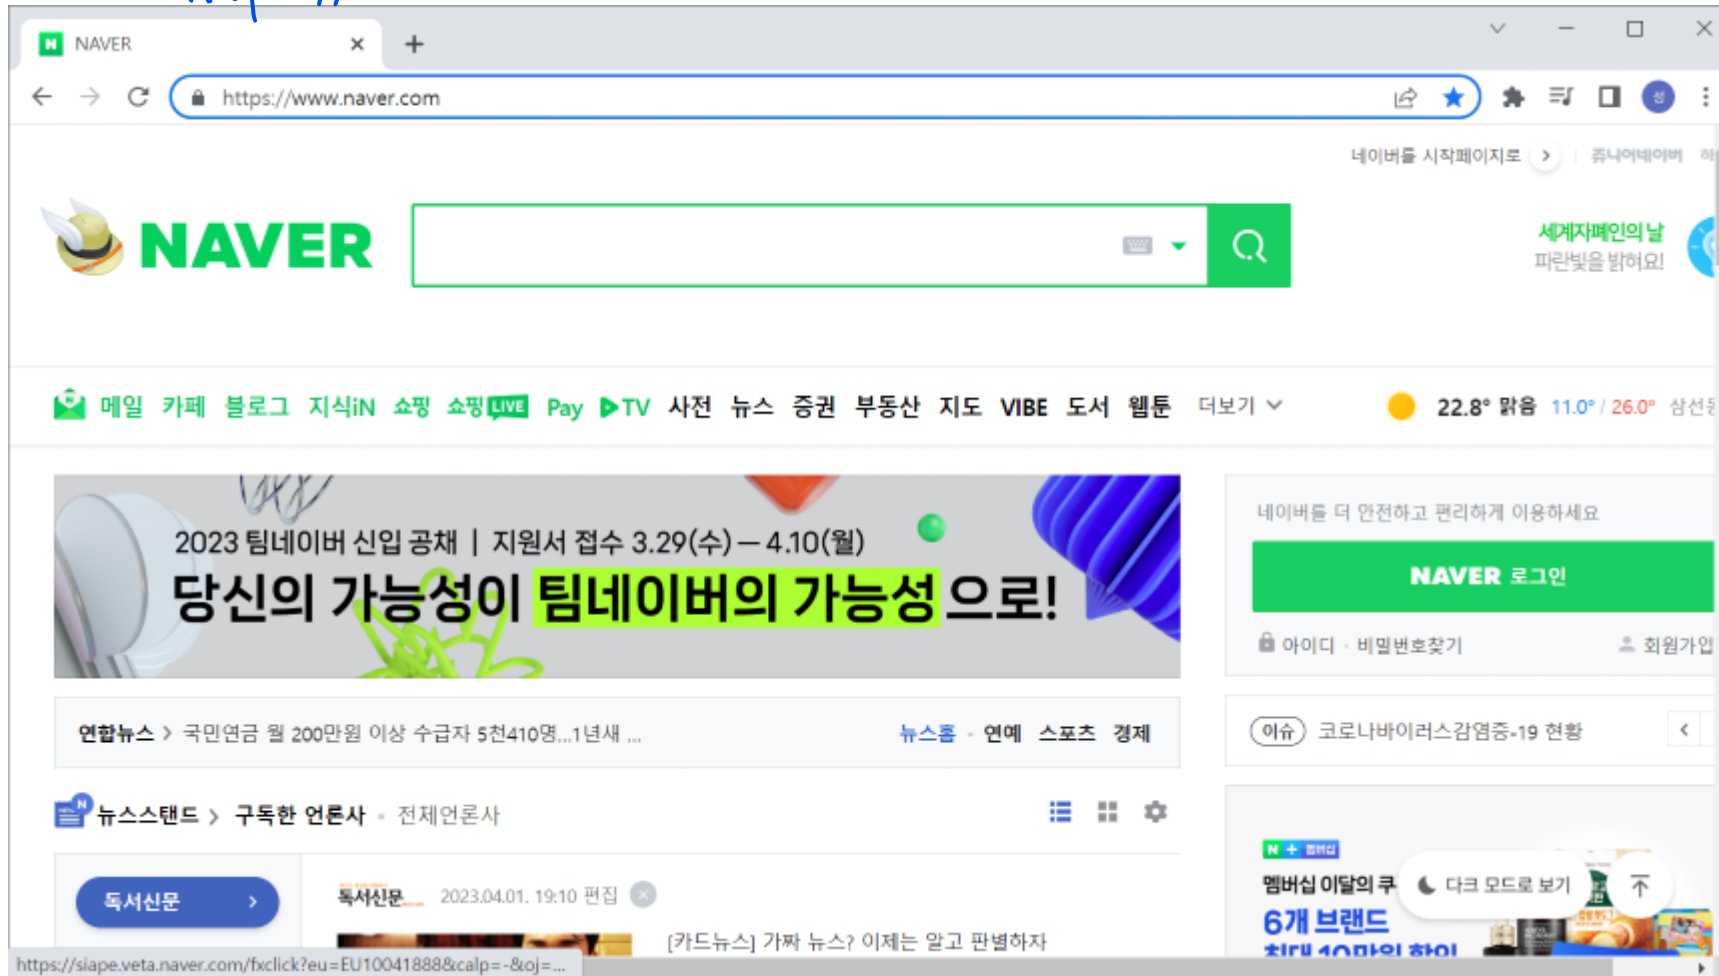 NAVER
https://www.naver.com
네이버를 시작페이지로 쥬니어네이버
NAVER
세계자폐인의 날
파란빛을 밝혀요!
메일 카페 블로그 지식iN 쇼핑 쇼핑LIVE Pay TV 사전 뉴스 증권 부동산 지도 VIBE 도서 웹툰 더보기
22.8° 맑음 11.0° / 26.0° 삼선동
2023 팀네이버 신입 공채 | 지원서 접수 3.29(수) — 4.10(월)
당신의 가능성이 팀네이버의 가능성으로!
네이버를 더 안전하고 편리하게 이용하세요
NAVER 로그인
아이디 · 비밀번호찾기 회원가입
연합뉴스 > 국민연금 월 200만원 이상 수급자 5천410명...1년새 ...
뉴스홈 · 연예 스포츠 경제
이슈 코로나바이러스감염증-19 현황
뉴스스탠드 > 구독한 언론사 · 전체언론사
독서신문 >
독서신문 2023.04.01. 19:10 편집
[카드뉴스] 가짜 뉴스? 이제는 알고 판별하자
N + 멤버십
멤버십 이달의 쿠
6개 브랜드
최대 10만원 할인
다크 모드로 보기
https://siape.veta.naver.com/fxclick?eu=EU10041888&calp=-&oj=...